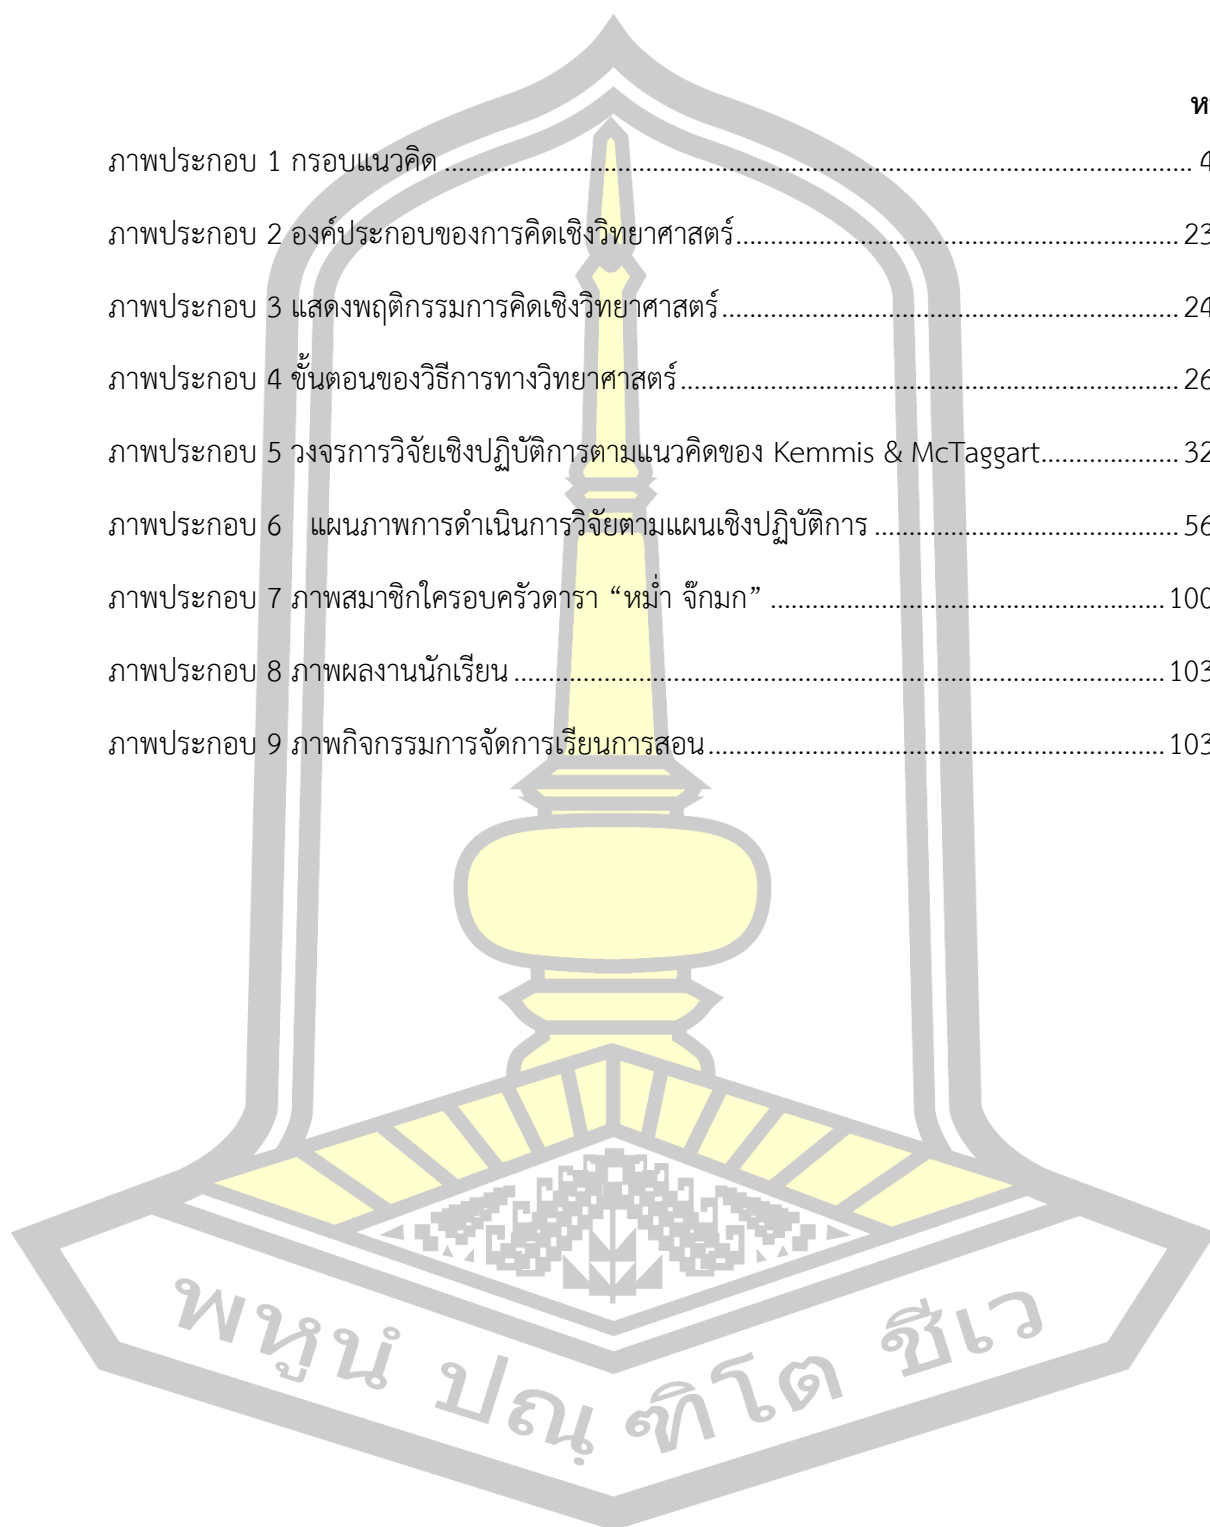 ภาพประกอบ 1 กรอบแนวคิด ........ 4
ภาพประกอบ 2 องค์ประกอบของการคิดเชิงวิทยาศาสตร์ ........ 23
ภาพประกอบ 3 แสดงพฤติกรรมการคิดเชิงวิทยาศาสตร์ ........ 24
ภาพประกอบ 4 ขั้นตอนของวิธีการทางวิทยาศาสตร์ ........ 26
ภาพประกอบ 5 วงจรการวิจัยเชิงปฏิบัติการตามแนวคิดของ Kemmis & McTaggart ........ 32
ภาพประกอบ 6 แผนภาพการดำเนินการวิจัยตามแผนเชิงปฏิบัติการ ........ 56
ภาพประกอบ 7 ภาพสมาชิกใครอบครัวดารา “หม่ำ จ๊กมก” ........ 100
ภาพประกอบ 8 ภาพผลงานนักเรียน ........ 103
ภาพประกอบ 9 ภาพกิจกรรมการจัดการเรียนการสอน ........ 103
พหูนํ ปณฺฑิโต ชีเว